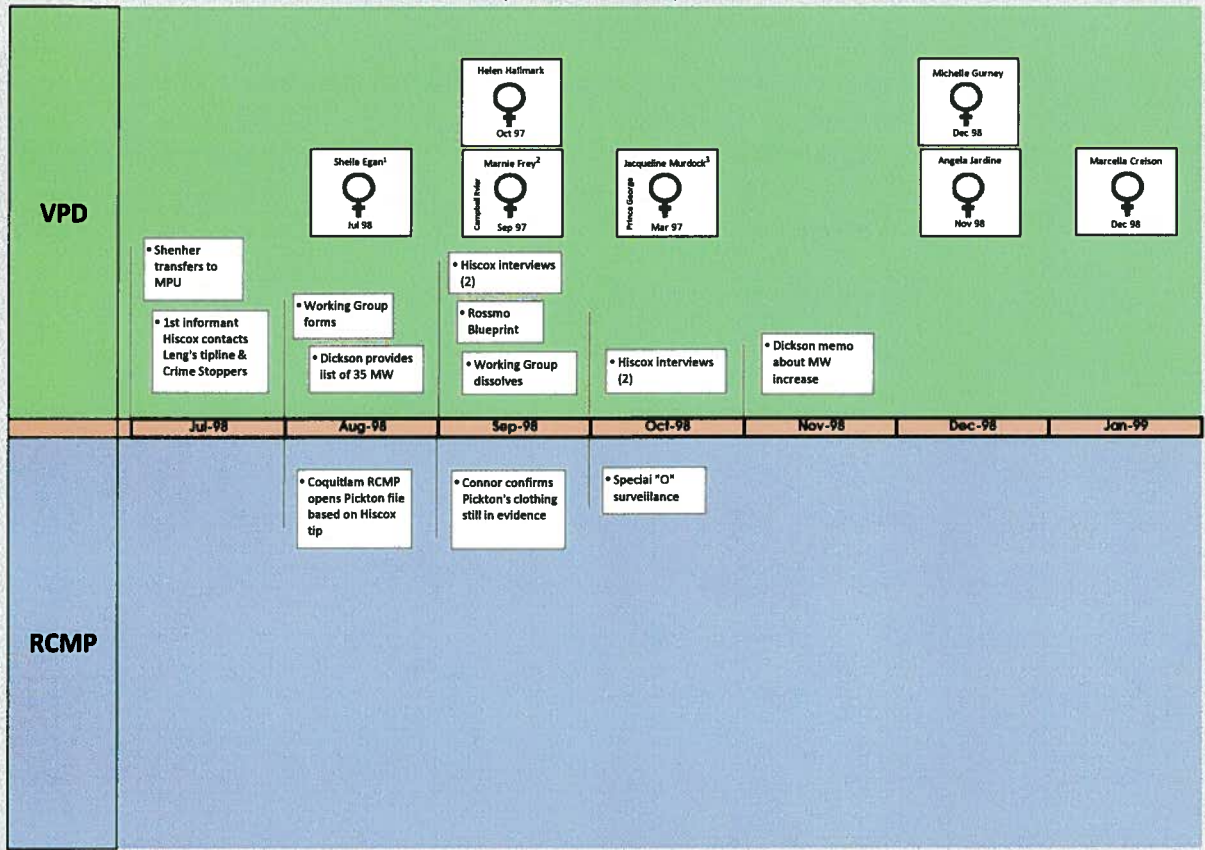 VPD
Helen Hallmark
Oct 97
Michelle Gurney
Dec 98
Sheila Egan¹
Jul 98
Marnie Frey²
Campbell River
Sep 97
Jacqueline Murdock³
Prince George
Mar 97
Angela Jardine
Nov 98
Marcella Creison
Dec 98
• Shenher
transfers to
MPU
• 1st informant
Hiscox contacts
Leng's tipline &
Crime Stoppers
• Working Group
forms
• Dickson provides
list of 35 MW
• Hiscox interviews
(2)
• Rossmo
Blueprint
• Working Group
dissolves
• Hiscox interviews
(2)
• Dickson memo
about MW
increase
Jul-98 Aug-98 Sep-98 Oct-98 Nov-98 Dec-98 Jan-99
RCMP
• Coquitlam RCMP
opens Pickton file
based on Hiscox
tip
• Connor confirms
Pickton's clothing
still in evidence
• Special "O"
surveillance